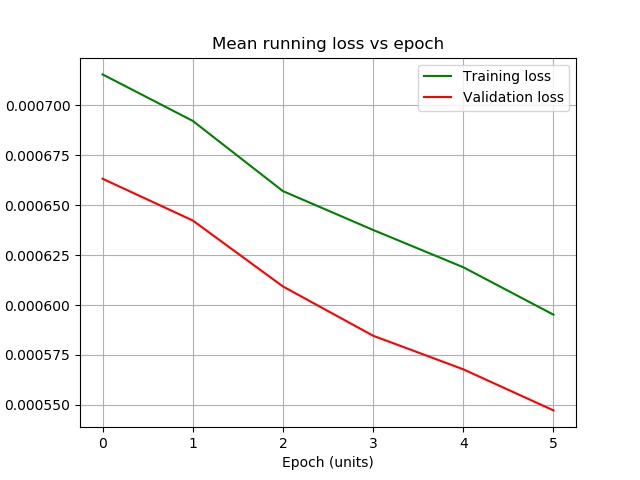 Mean running loss vs epoch
Training loss
Validation loss
0.000700
0.000675
0.000650
0.000625
0.000600
0.000575
0.000550
0 1 2 3 4 5
Epoch (units)